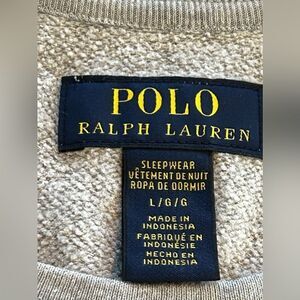 POLO
RALPH LAUREN
SLEEPWEAR
VÊTEMENT DE NUIT
ROPA DE DORMIR
L/G/G
MADE IN
INDONESIA
FABRIQUÉ EN
INDONÉSIE
HECHO EN
INDONESIA